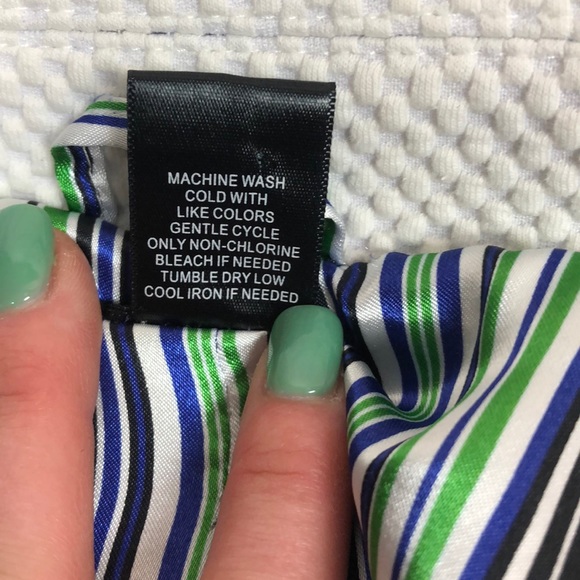 MACHINE WASH
COLD WITH
LIKE COLORS
GENTLE CYCLE
ONLY NON-CHLORINE
BLEACH IF NEEDED
TUMBLE DRY LOW
COOL IRON IF NEEDED